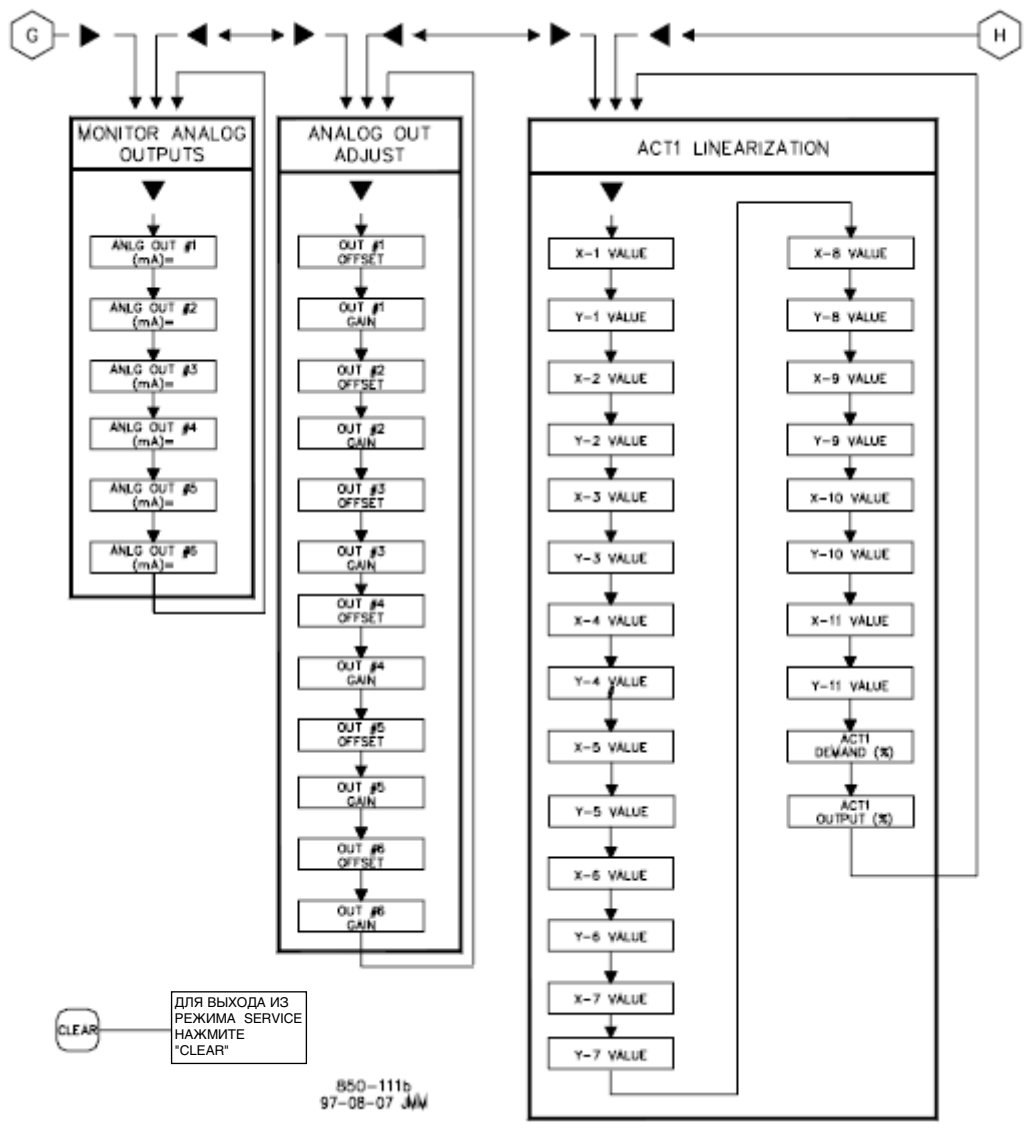 G
H
MONITOR ANALOG
OUTPUTS
ANLG OUT #1
(mA)=
ANLG OUT #2
(mA)=
ANLG OUT #3
(mA)=
ANLG OUT #4
(mA)=
ANLG OUT #5
(mA)=
ANLG OUT #6
(mA)=
ANALOG OUT
ADJUST
OUT #1
OFFSET
OUT #1
GAIN
OUT #2
OFFSET
OUT #2
GAIN
OUT #3
OFFSET
OUT #3
GAIN
OUT #4
OFFSET
OUT #4
GAIN
OUT #5
OFFSET
OUT #5
GAIN
OUT #6
OFFSET
OUT #6
GAIN
ACT1 LINEARIZATION
X-1 VALUE
Y-1 VALUE
X-2 VALUE
Y-2 VALUE
X-3 VALUE
Y-3 VALUE
X-4 VALUE
Y-4 VALUE
X-5 VALUE
Y-5 VALUE
X-6 VALUE
Y-6 VALUE
X-7 VALUE
Y-7 VALUE
X-8 VALUE
Y-8 VALUE
X-9 VALUE
Y-9 VALUE
X-10 VALUE
Y-10 VALUE
X-11 VALUE
Y-11 VALUE
ACT1
DEMAND (%)
ACT1
OUTPUT (%)
CLEAR
ДЛЯ ВЫХОДА ИЗ
РЕЖИМА SERVICE
НАЖМИТЕ
"CLEAR"
850-111b
97-08-07 JMM